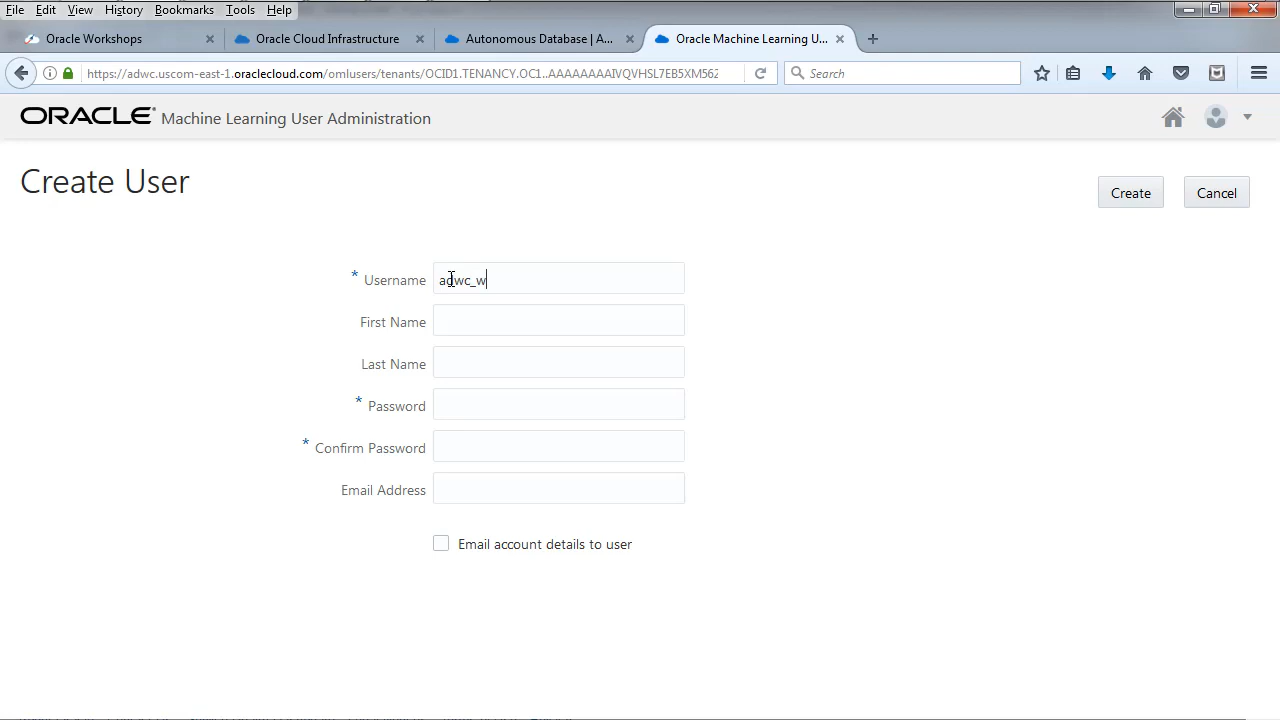 File Edit View History Bookmarks Tools Help
Oracle Workshops Oracle Cloud Infrastructure Autonomous Database | A... Oracle Machine Learning U...
https://adwc.uscom-east-1.oraclecloud.com/omlusers/tenants/OCID1.TENANCY.OC1..AAAAAAAAIVQVHSL7EB5XM562 Search
ORACLE® Machine Learning User Administration
Create User
Create Cancel
* Username adwc_w
First Name
Last Name
* Password
* Confirm Password
Email Address
Email account details to user